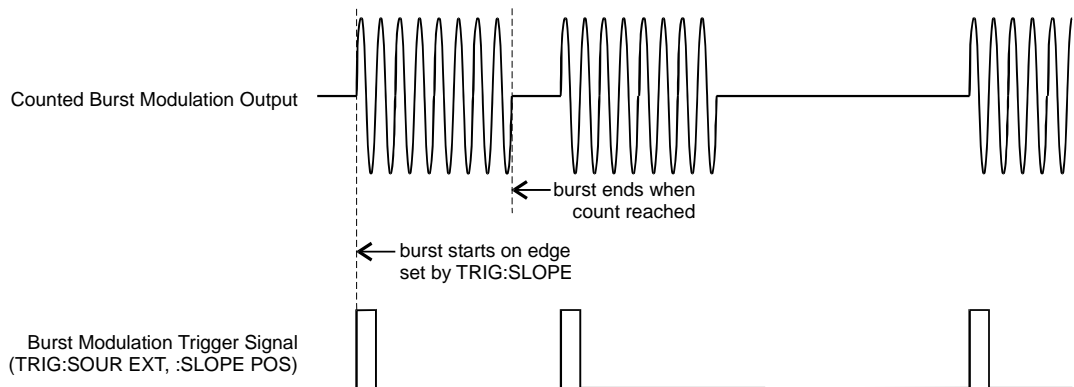 Counted Burst Modulation Output
burst ends when
count reached
burst starts on edge
set by TRIG:SLOPE
Burst Modulation Trigger Signal
(TRIG:SOUR EXT, :SLOPE POS)